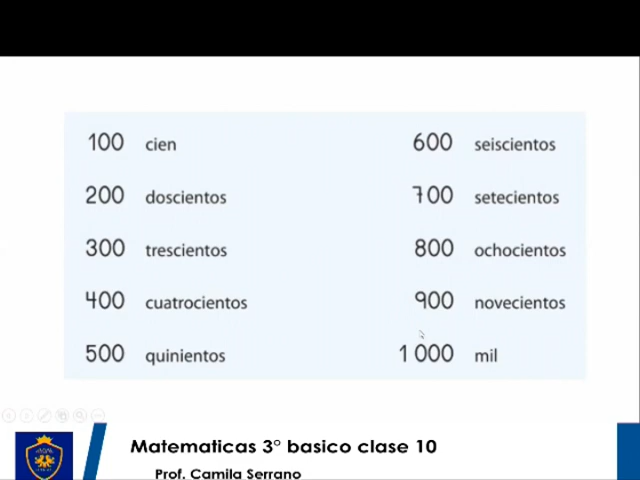 100 cien
200 doscientos
300 trescientos
400 cuatrocientos
500 quinientos
600 seiscientos
700 setecientos
800 ochocientos
900 novecientos
1 000 mil
Matematicas 3° basico clase 10
Prof. Camila Serrano